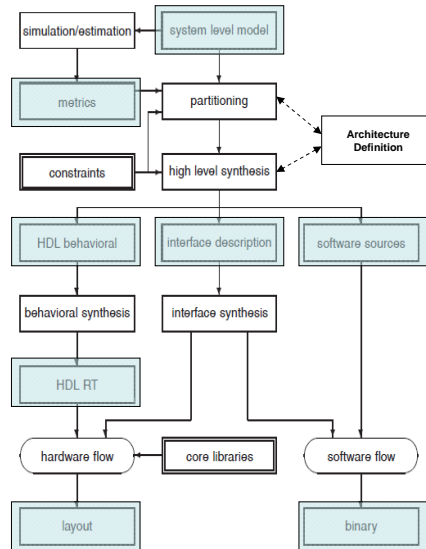 simulation/estimation
system level model
metrics
partitioning
Architecture
Definition
constraints
high level synthesis
HDL behavioral
interface description
software sources
behavioral synthesis
interface synthesis
HDL RT
hardware flow
core libraries
software flow
layout
binary